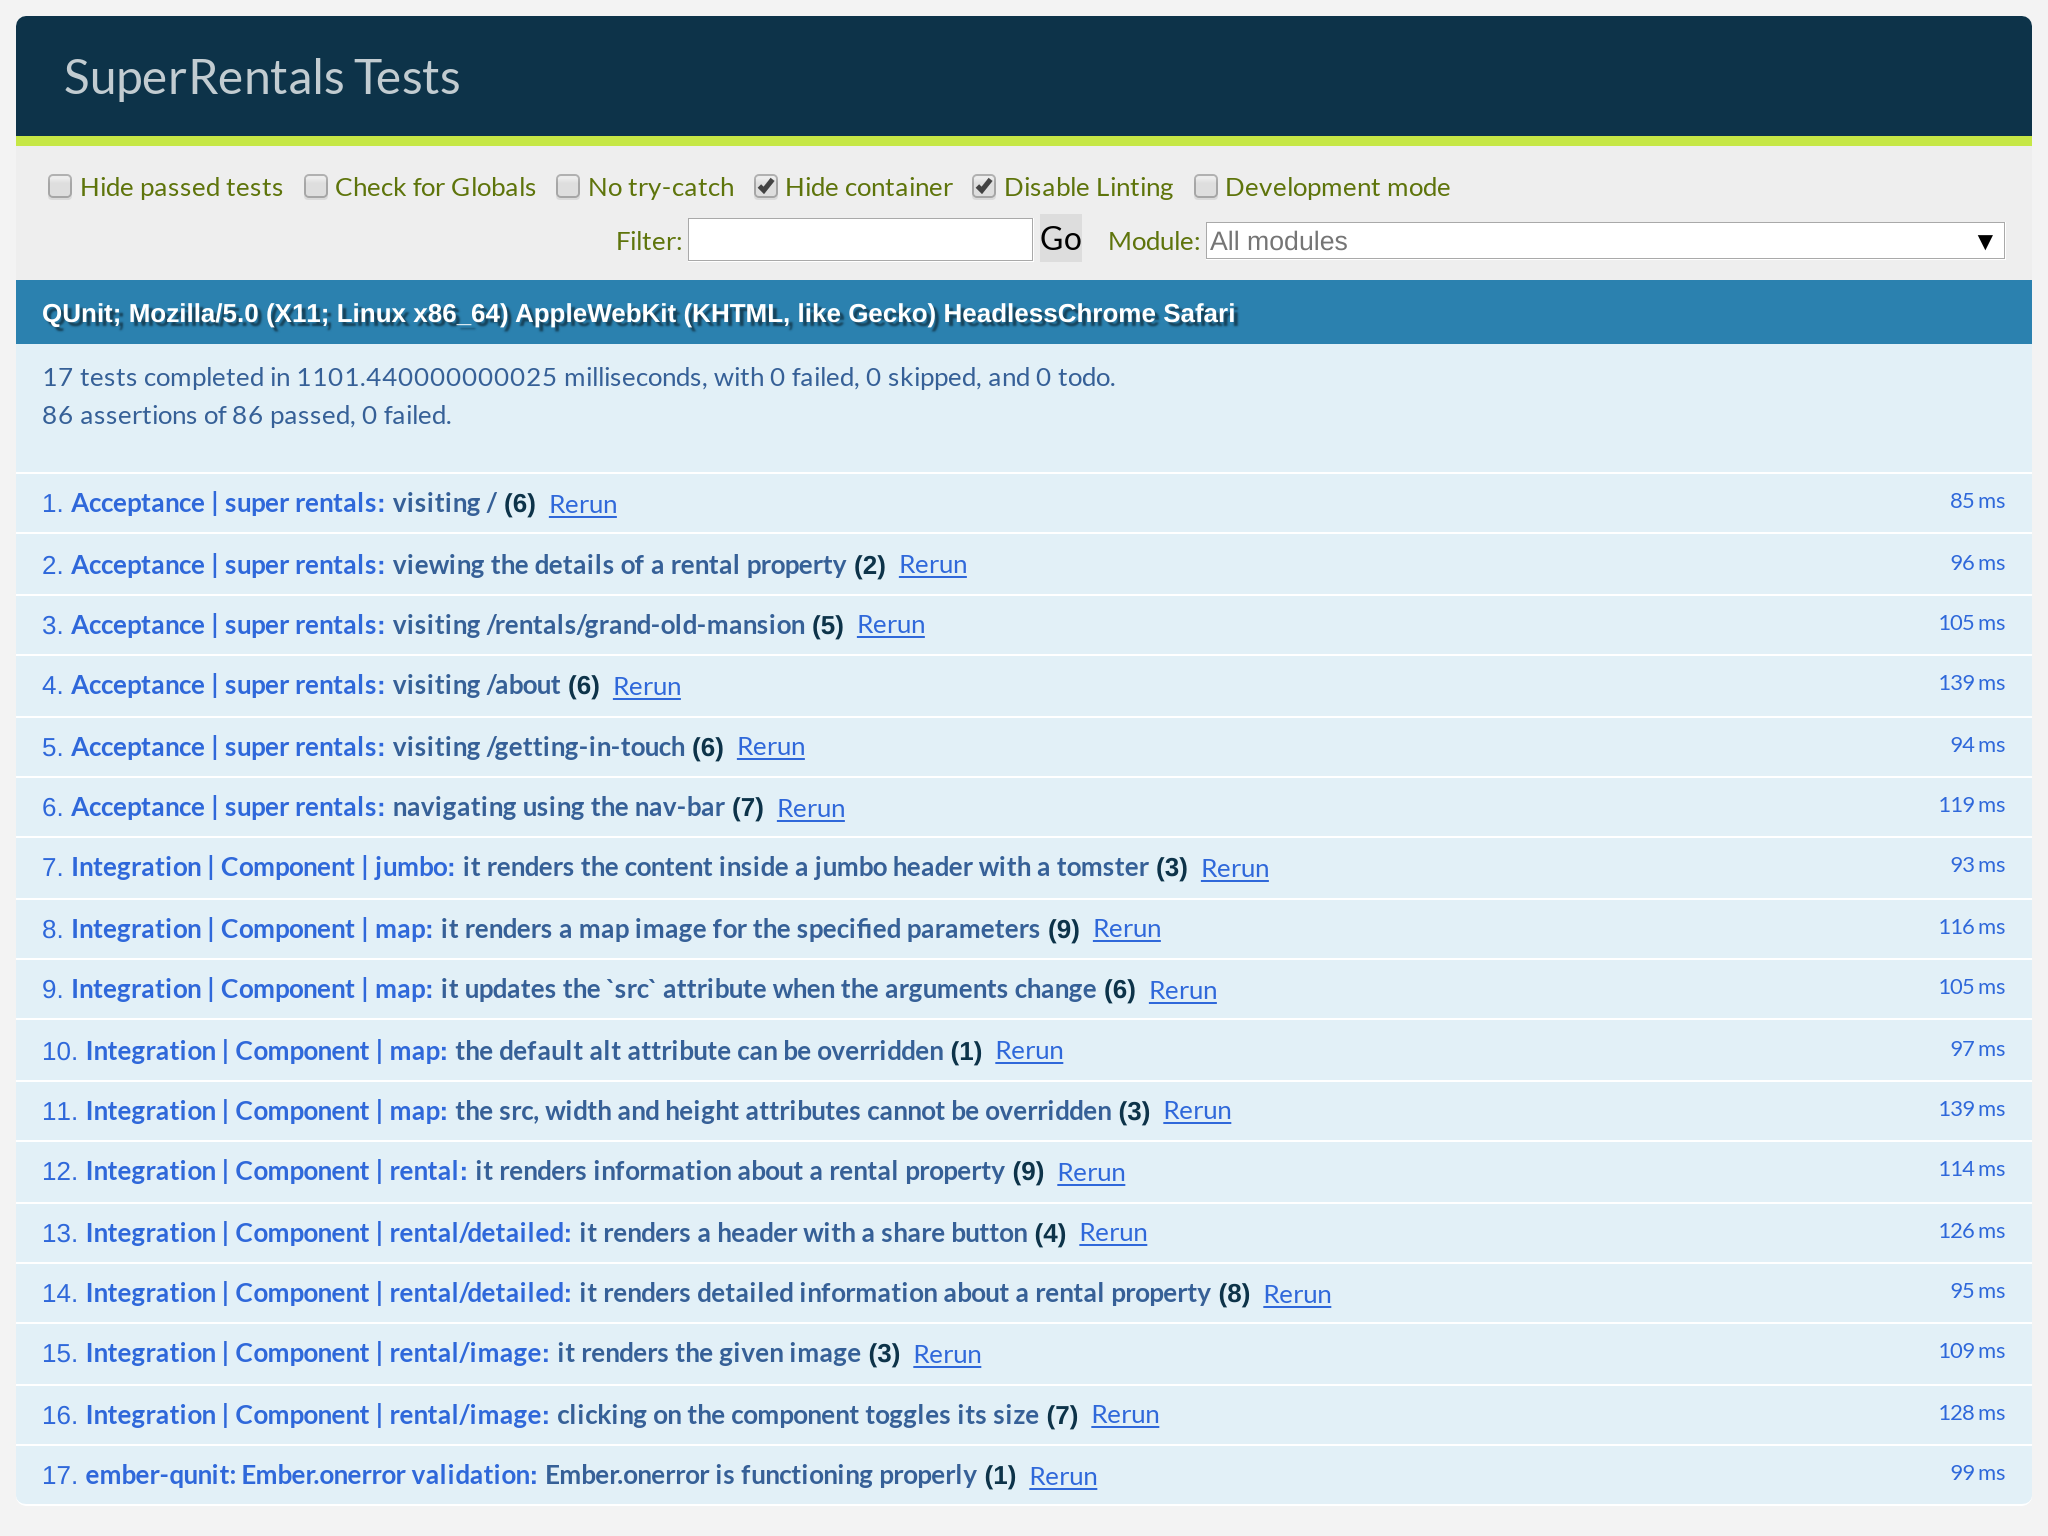 SuperRentals Tests
Hide passed tests Check for Globals No try-catch Hide container Disable Linting Development mode
Filter: Go Module: All modules ▼
QUnit; Mozilla/5.0 (X11; Linux x86_64) AppleWebKit (KHTML, like Gecko) HeadlessChrome Safari
17 tests completed in 1101.440000000025 milliseconds, with 0 failed, 0 skipped, and 0 todo.
86 assertions of 86 passed, 0 failed.
1. Acceptance | super rentals: visiting / (6) Rerun 85 ms
2. Acceptance | super rentals: viewing the details of a rental property (2) Rerun 96 ms
3. Acceptance | super rentals: visiting /rentals/grand-old-mansion (5) Rerun 105 ms
4. Acceptance | super rentals: visiting /about (6) Rerun 139 ms
5. Acceptance | super rentals: visiting /getting-in-touch (6) Rerun 94 ms
6. Acceptance | super rentals: navigating using the nav-bar (7) Rerun 119 ms
7. Integration | Component | jumbo: it renders the content inside a jumbo header with a tomster (3) Rerun 93 ms
8. Integration | Component | map: it renders a map image for the specified parameters (9) Rerun 116 ms
9. Integration | Component | map: it updates the `src` attribute when the arguments change (6) Rerun 105 ms
10. Integration | Component | map: the default alt attribute can be overridden (1) Rerun 97 ms
11. Integration | Component | map: the src, width and height attributes cannot be overridden (3) Rerun 139 ms
12. Integration | Component | rental: it renders information about a rental property (9) Rerun 114 ms
13. Integration | Component | rental/detailed: it renders a header with a share button (4) Rerun 126 ms
14. Integration | Component | rental/detailed: it renders detailed information about a rental property (8) Rerun 95 ms
15. Integration | Component | rental/image: it renders the given image (3) Rerun 109 ms
16. Integration | Component | rental/image: clicking on the component toggles its size (7) Rerun 128 ms
17. ember-qunit: Ember.onerror validation: Ember.onerror is functioning properly (1) Rerun 99 ms